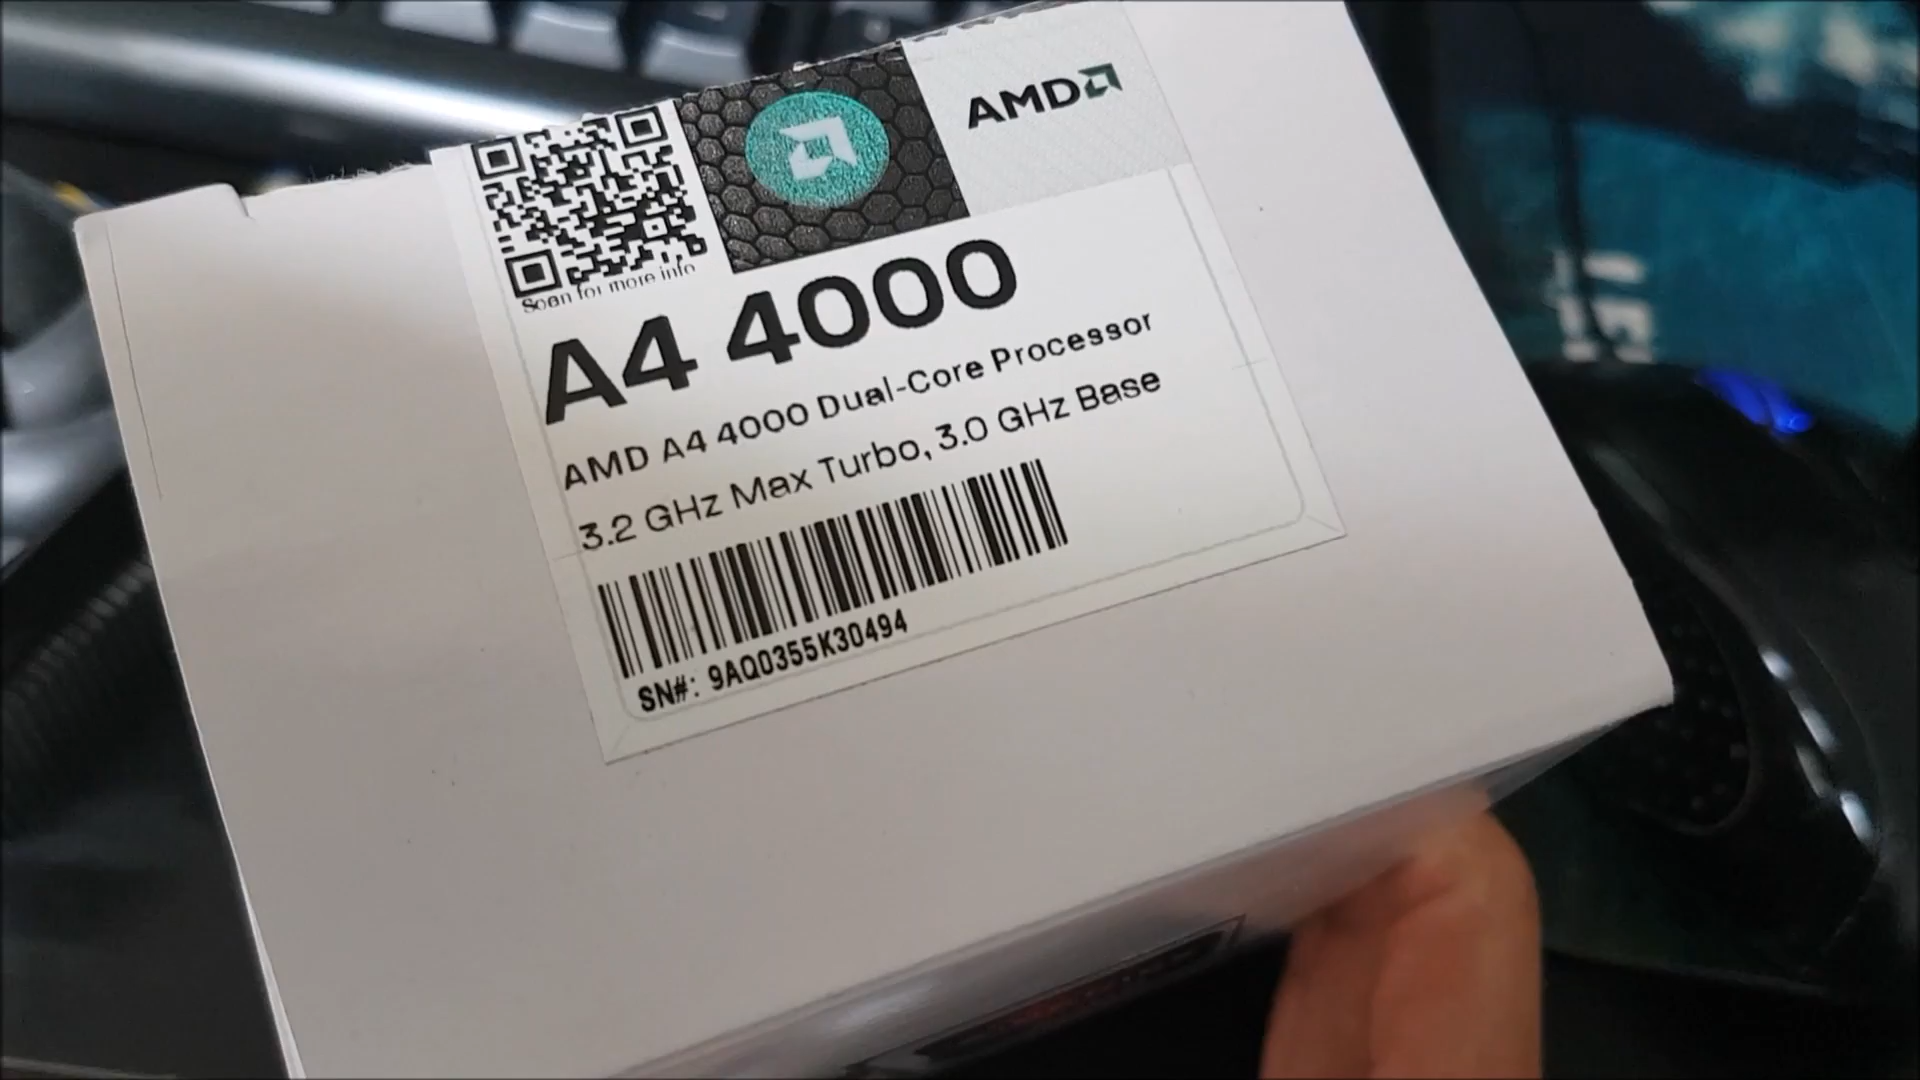 AMD
Scan for more info
A4 4000
AMD A4 4000 Dual-Core Processor
3.2 GHz Max Turbo, 3.0 GHz Base
SN#: 9AQ0355K30494